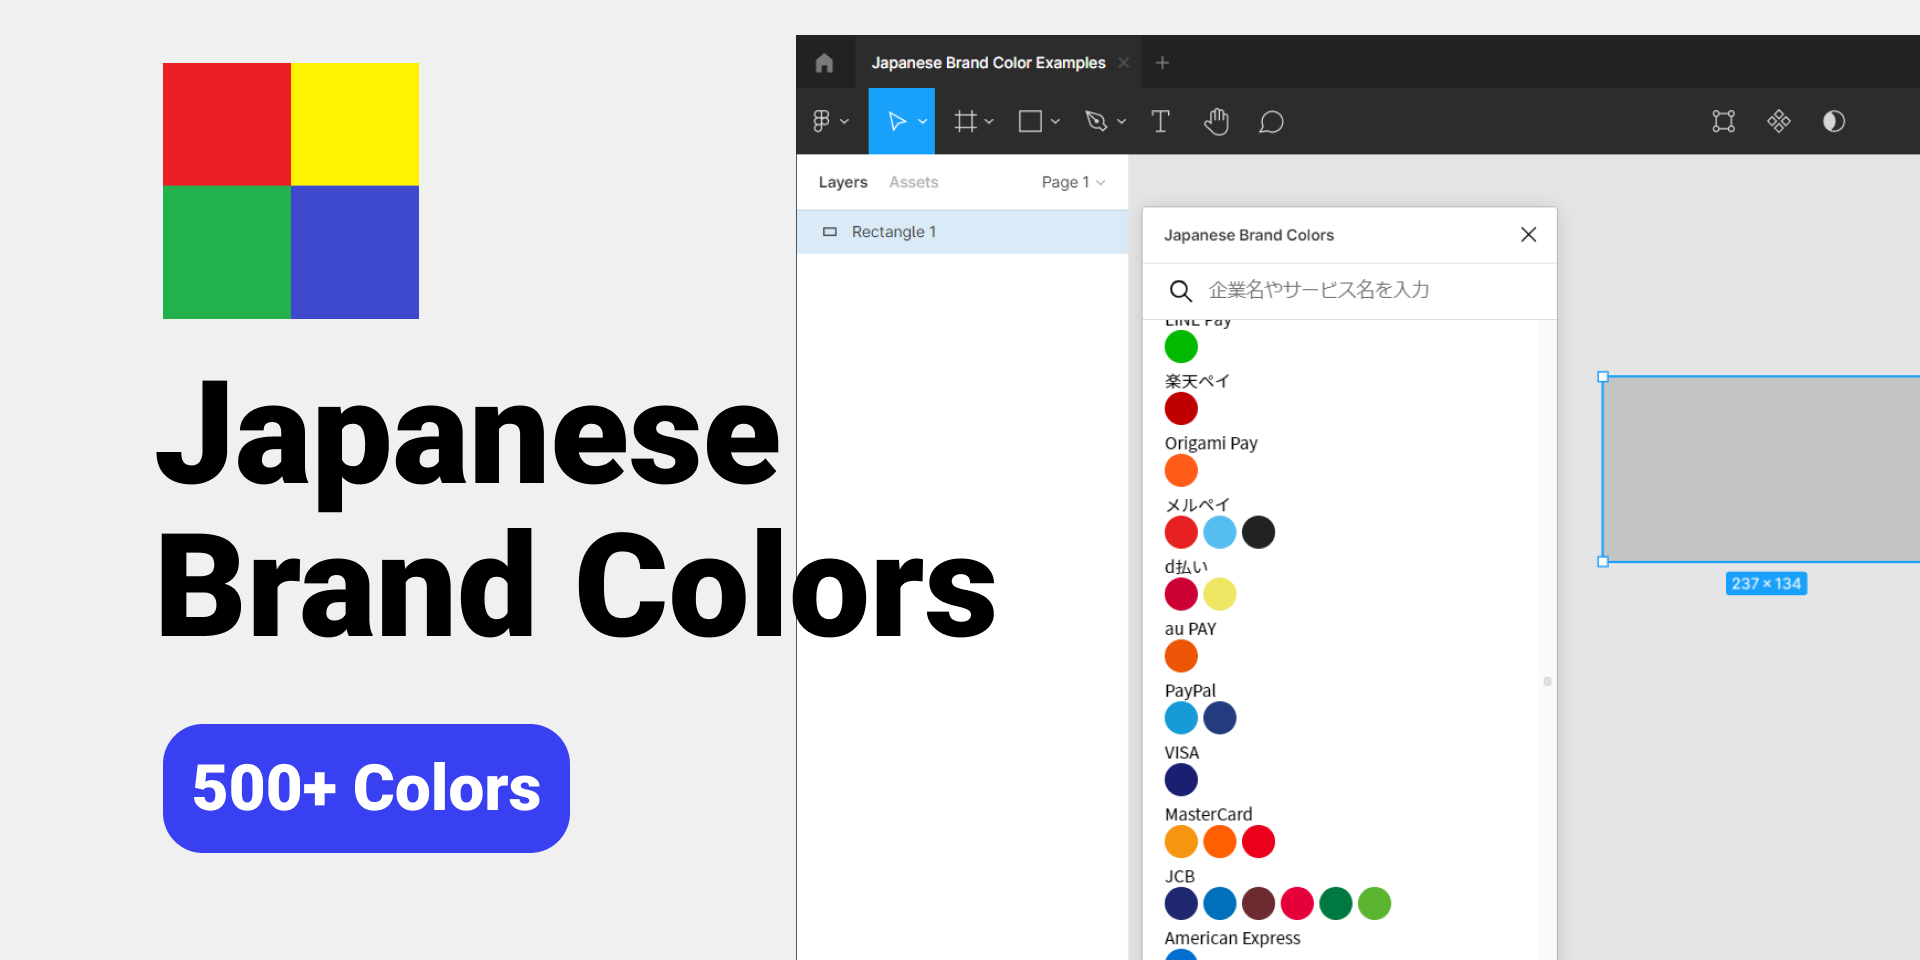 Japanese
Brand Colors
500+ Colors
Japanese Brand Color Examples
Layers Assets Page 1
Rectangle 1
Japanese Brand Colors
企業名やサービス名を入力
LINE Pay
楽天ペイ
Origami Pay
メルペイ
d払い
au PAY
PayPal
VISA
MasterCard
JCB
American Express
237 × 134